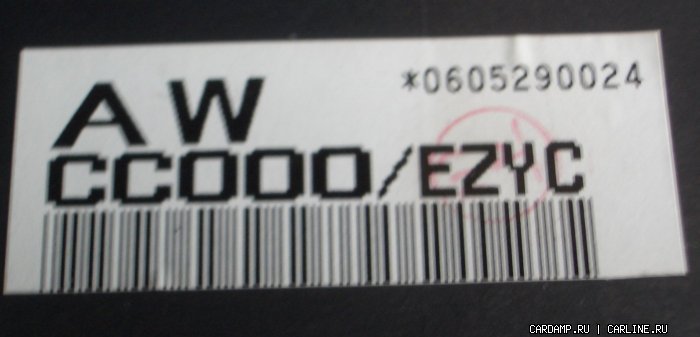 *0605290024
AW
CC000/EZYC
CARDAMP.RU | CARLINE.RU